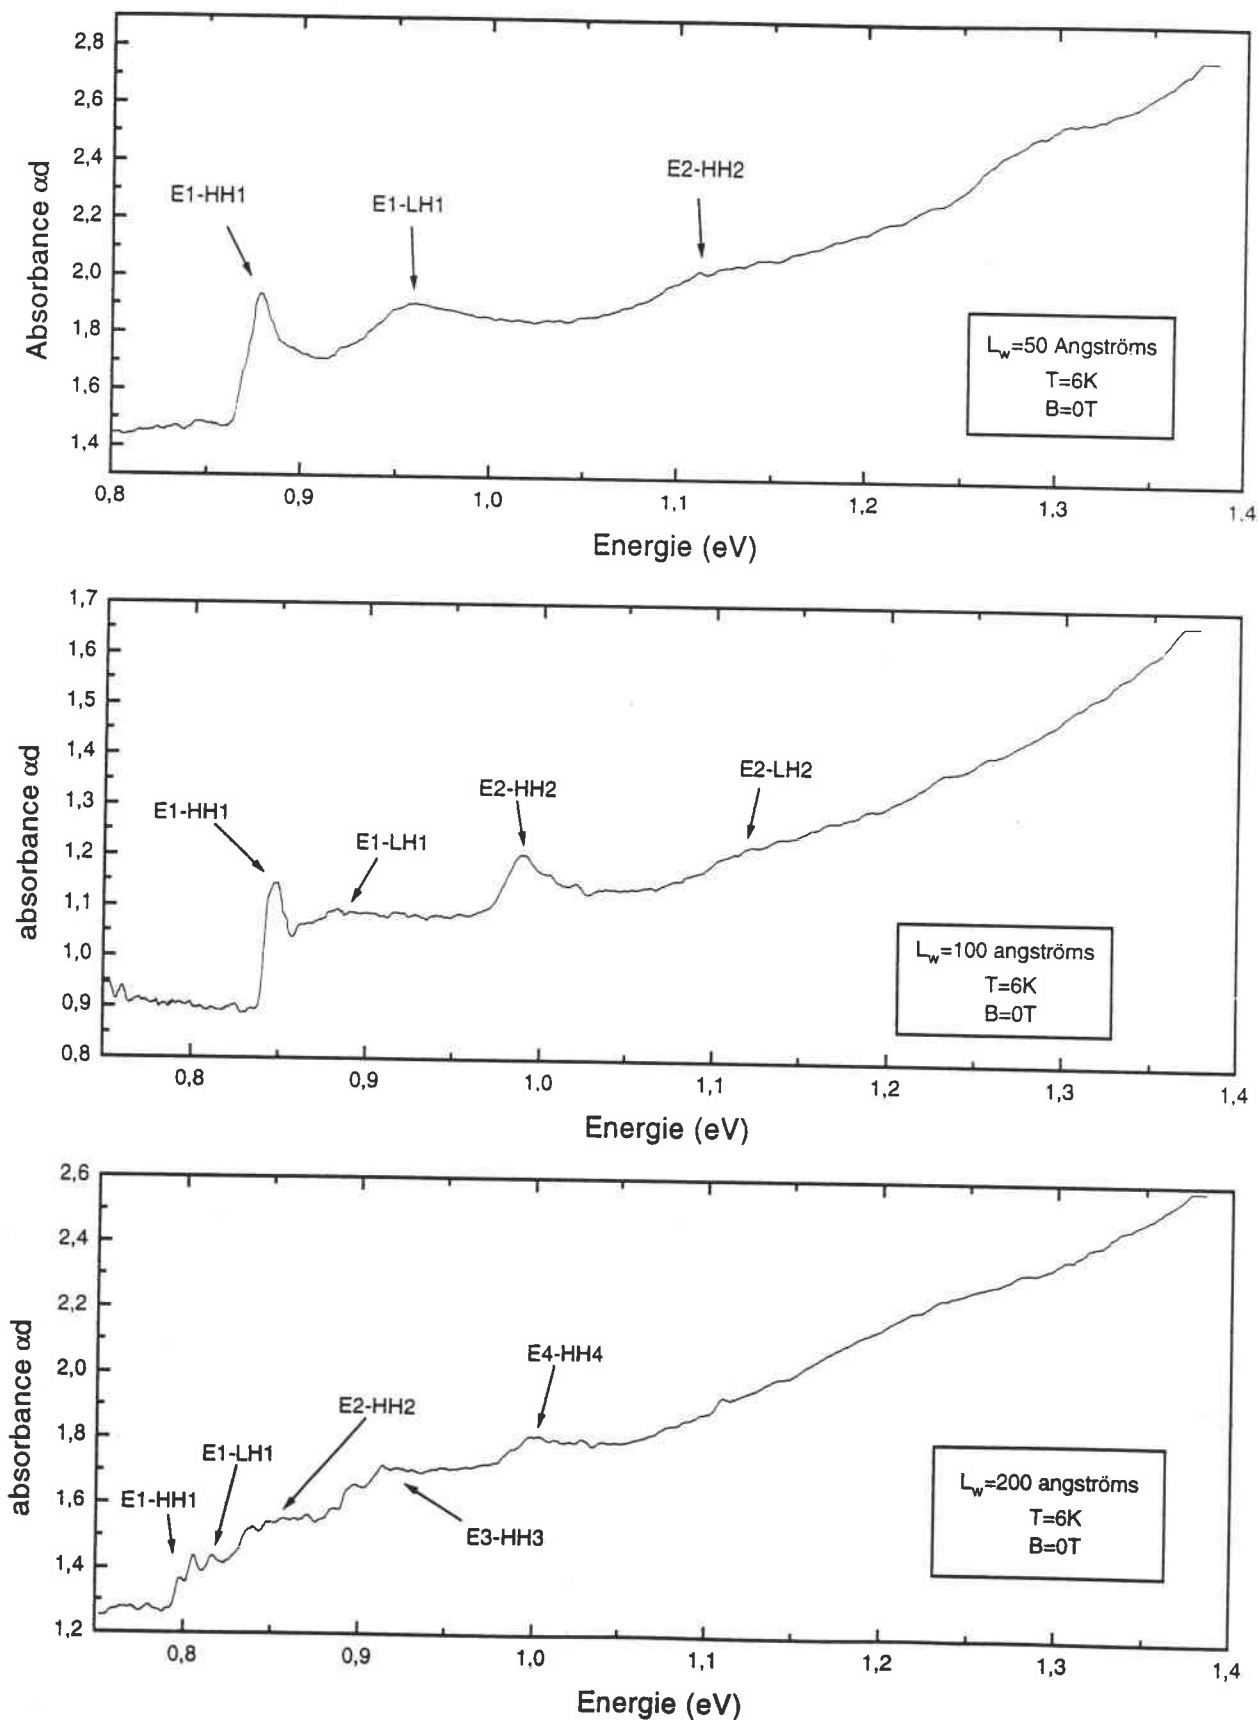 2,8
2,6
2,4
2,2
2,0
1,8
1,6
1,4
Absorbance αd
E1-HH1
E1-LH1
E2-HH2
L_w=50 Angströms
T=6K
B=0T
0,8 0,9 1,0 1,1 1,2 1,3 1,4
Energie (eV)
1,7
1,6
1,5
1,4
1,3
1,2
1,1
1,0
0,9
0,8
absorbance αd
E1-HH1
E1-LH1
E2-HH2
E2-LH2
L_w=100 angströms
T=6K
B=0T
0,8 0,9 1,0 1,1 1,2 1,3 1,4
Energie (eV)
2,6
2,4
2,2
2,0
1,8
1,6
1,4
1,2
absorbance αd
E1-HH1
E1-LH1
E2-HH2
E4-HH4
E3-HH3
L_w=200 angströms
T=6K
B=0T
0,8 0,9 1,0 1,1 1,2 1,3 1,4
Energie (eV)